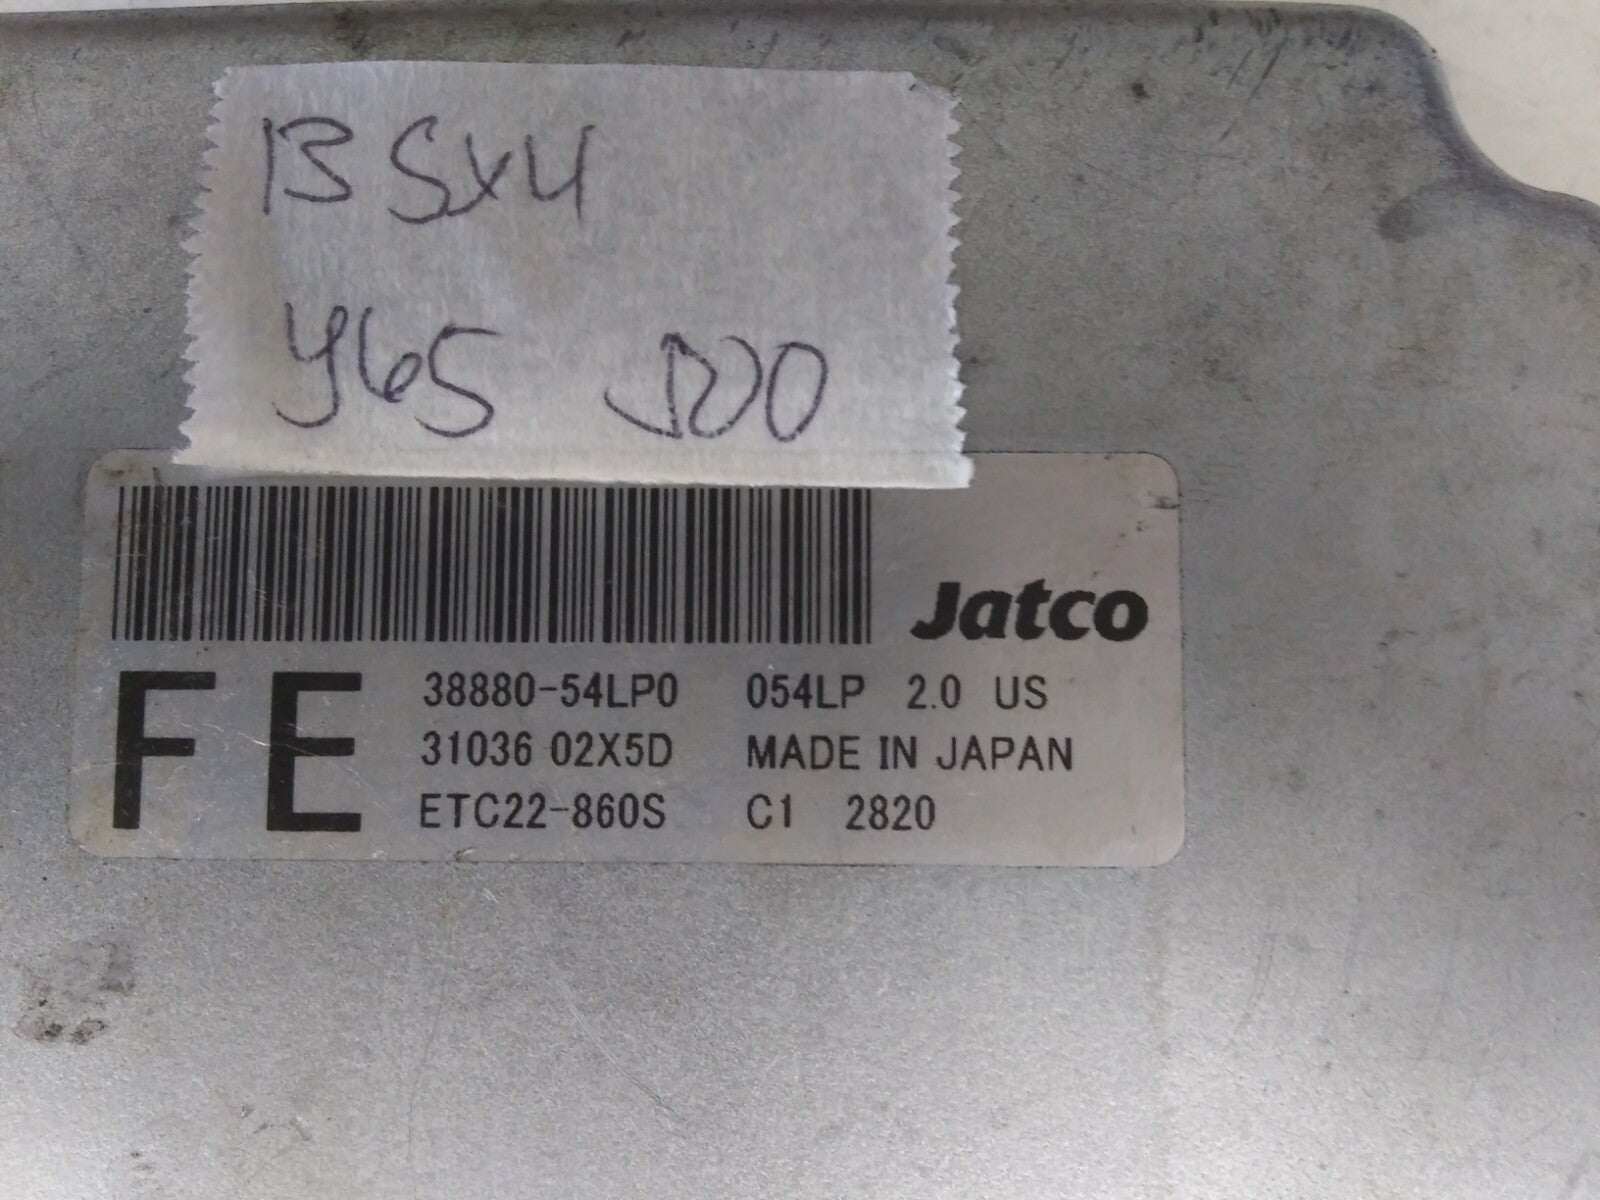 13 SX4
Y65 J00
Jatco
FE
38880-54LP0 054LP 2.0 US
31036 02X5D MADE IN JAPAN
ETC22-860S C1 2820